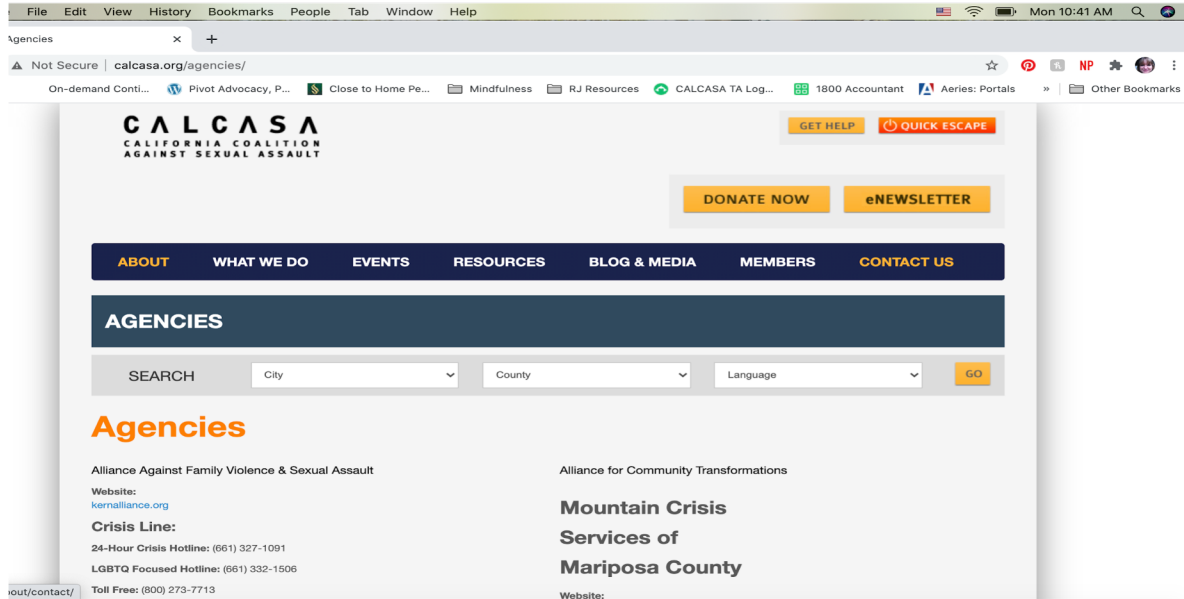 File Edit View History Bookmarks People Tab Window Help Mon 10:41 AM
Agencies × +
Not Secure | calcasa.org/agencies/ NP
On-demand Conti... Pivot Advocacy, P... Close to Home Pe... Mindfulness RJ Resources CALCASA TA Log... 1800 Accountant Aeries: Portals » Other Bookmarks
CALCASA
CALIFORNIA COALITION
AGAINST SEXUAL ASSAULT
GET HELP QUICK ESCAPE
DONATE NOW eNEWSLETTER
ABOUT WHAT WE DO EVENTS RESOURCES BLOG & MEDIA MEMBERS CONTACT US
AGENCIES
SEARCH City County Language GO
Agencies
Alliance Against Family Violence & Sexual Assault
Website:
kernalliance.org
Crisis Line:
24-Hour Crisis Hotline: (661) 327-1091
LGBTQ Focused Hotline: (661) 332-1506
Toll Free: (800) 273-7713
Alliance for Community Transformations
Mountain Crisis
Services of
Mariposa County
Website:
out/contact/